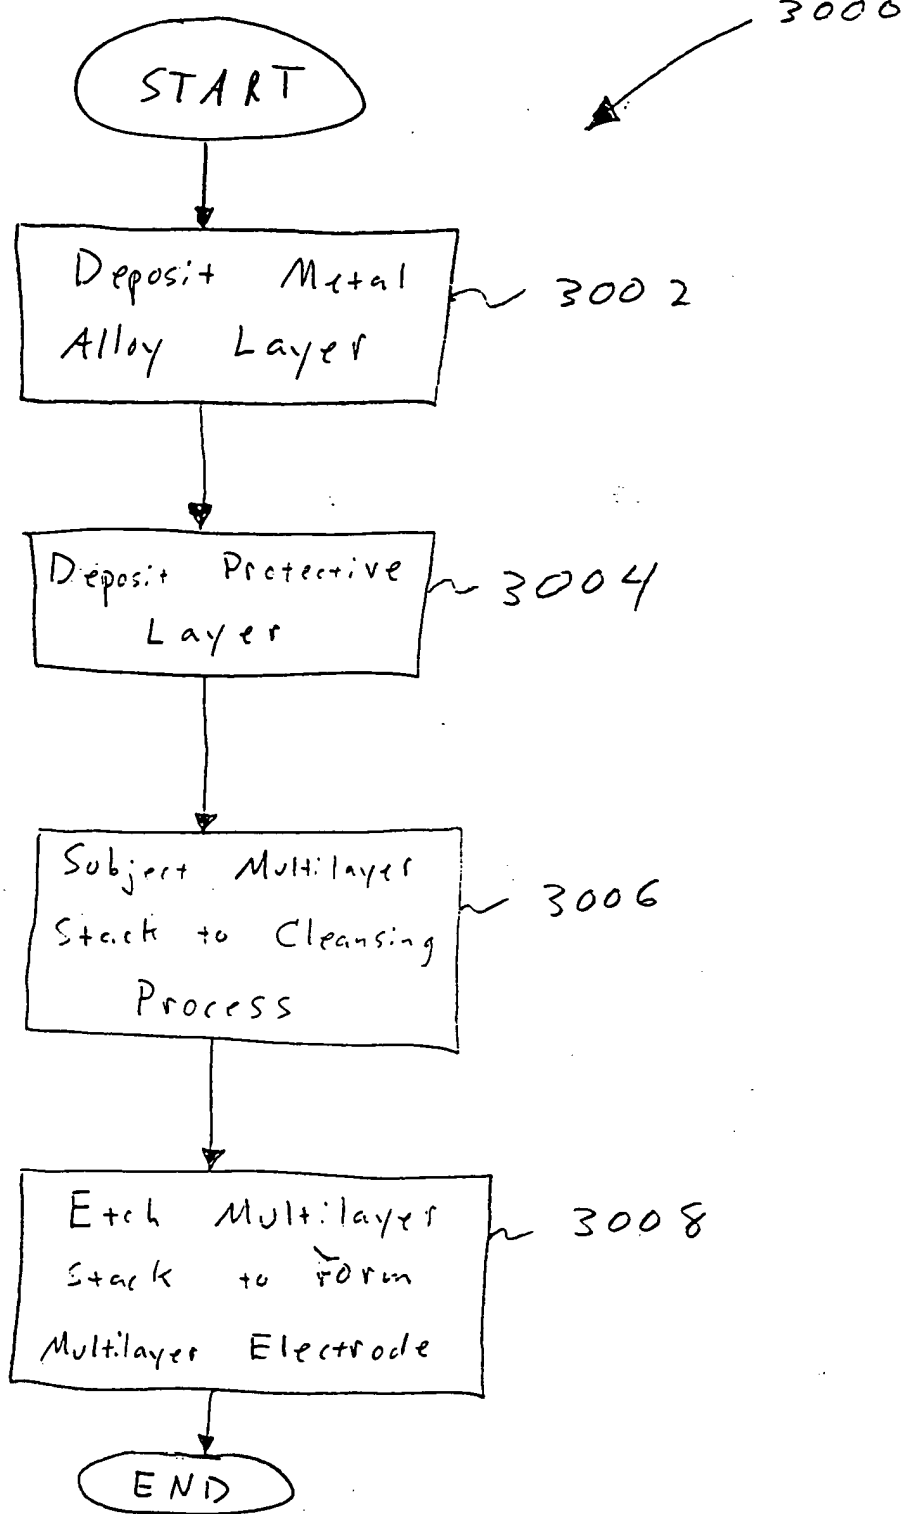 3000
START
Deposit Metal
Alloy Layer
3002
Deposit Protective
Layer
3004
Subject Multilayer
Stack to Cleansing
Process
3006
Etch Multilayer
Stack to Form
Multilayer Electrode
3008
END